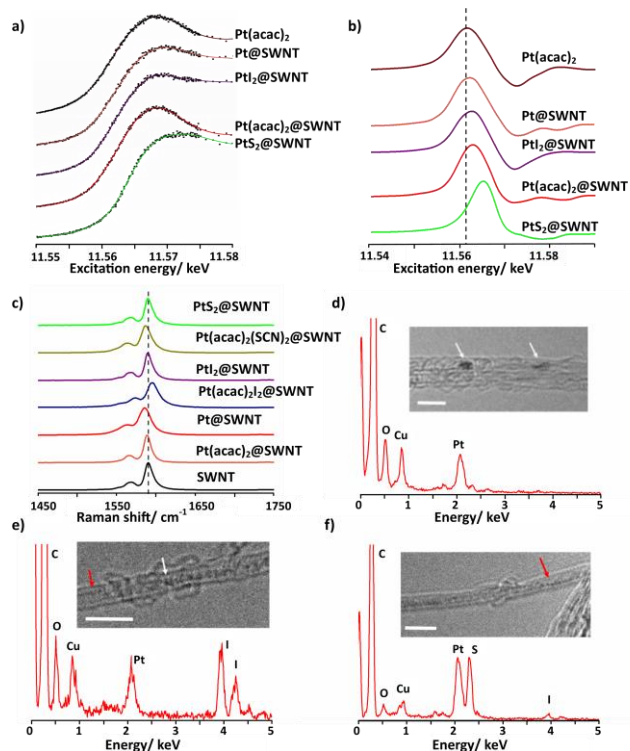 a)
Pt(acac)₂
Pt@SWNT
PtI₂@SWNT
Pt(acac)₂@SWNT
PtS₂@SWNT
11.55 11.56 11.57 11.58
Excitation energy/ keV
b)
Pt(acac)₂
Pt@SWNT
PtI₂@SWNT
Pt(acac)₂@SWNT
PtS₂@SWNT
11.54 11.56 11.58
Excitation energy/ keV
c)
PtS₂@SWNT
Pt(acac)₂(SCN)₂@SWNT
PtI₂@SWNT
Pt(acac)₂I₂@SWNT
Pt@SWNT
Pt(acac)₂@SWNT
SWNT
1450 1550 1650 1750
Raman shift/ cm⁻¹
d)
C
O
Cu
Pt
0 1 2 3 4 5
Energy/ keV
e)
C
O
Cu
Pt
I
I
0 1 2 3 4 5
Energy/ keV
f)
C
O
Cu
Pt S
I
0 1 2 3 4 5
Energy/ keV